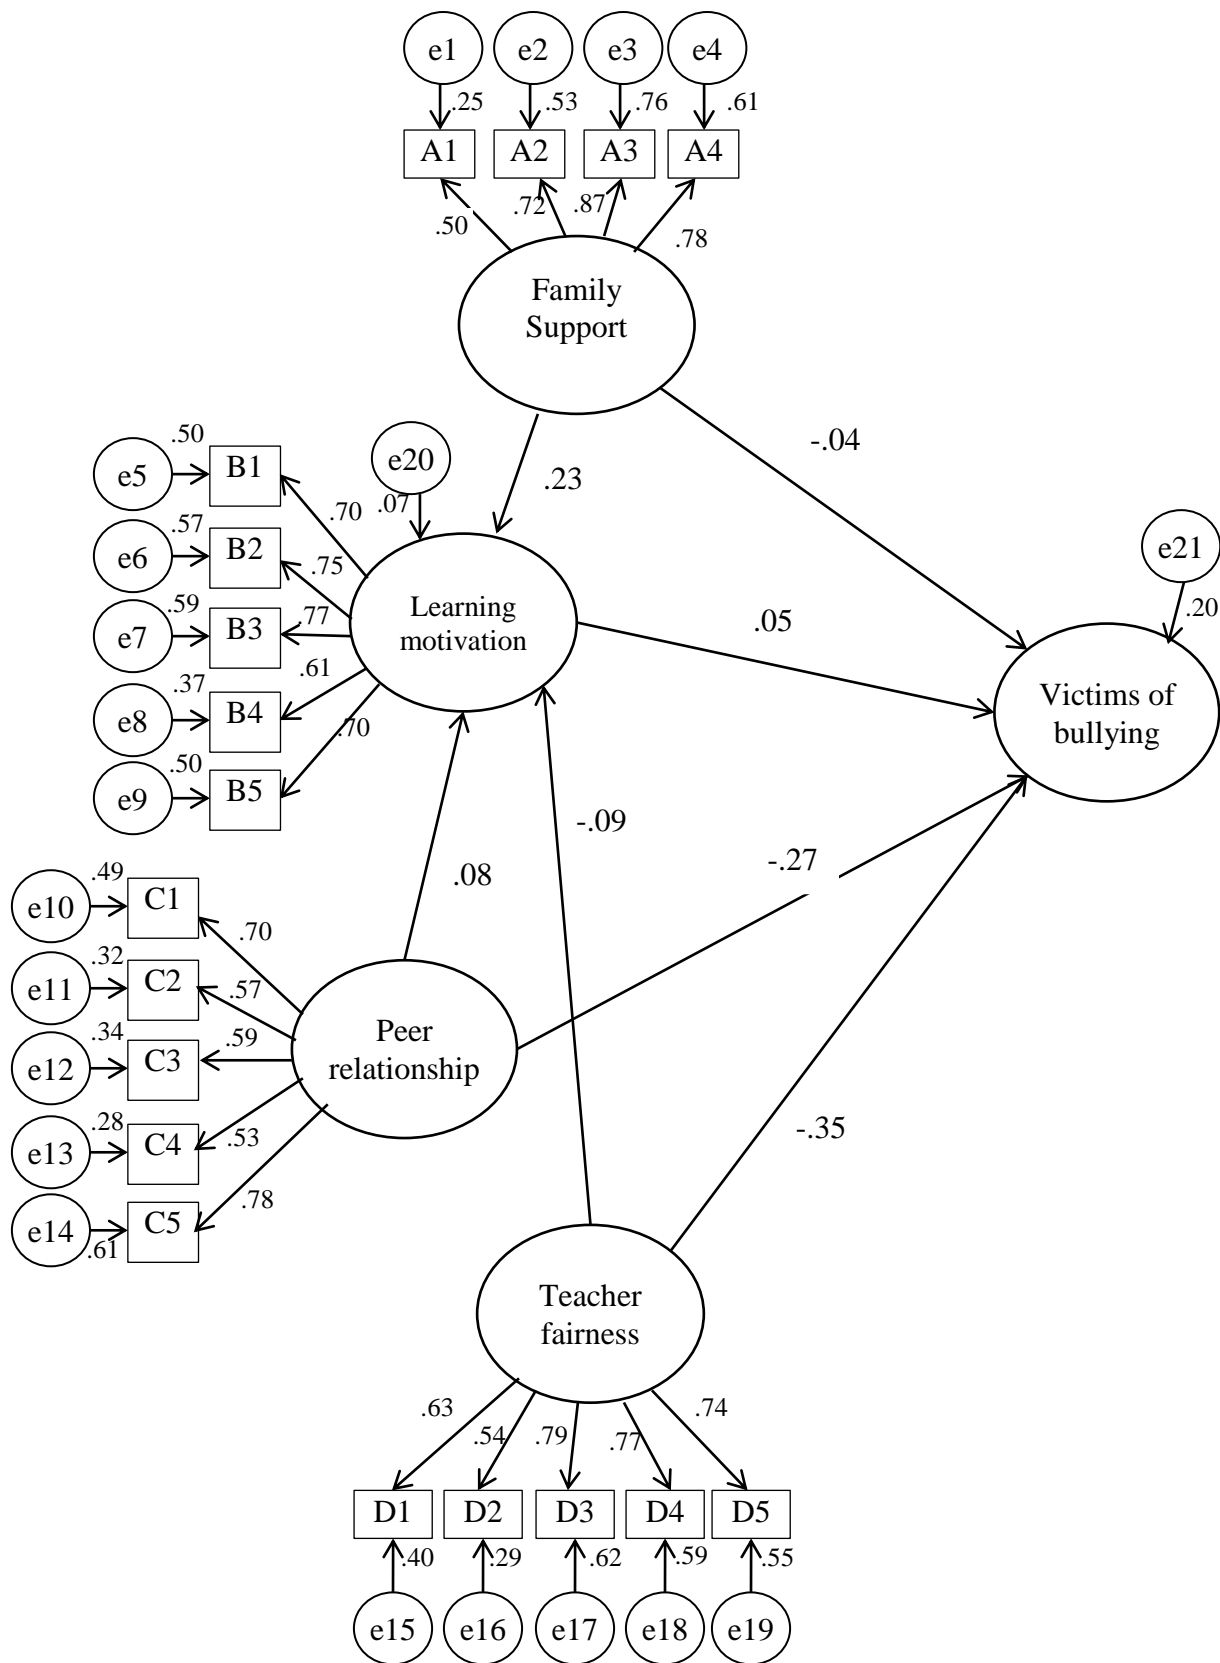 e1 e2 e3 e4
.25 .53 .76 .61
A1 A2 A3 A4
.50 .72 .87 .78
Family
Support
-.04
.23
e20
.07
e5 .50 B1
.70
e6 .57 B2
.75
e7 .59 B3
.77
e8 .37 B4
.61
e9 .50 B5
.70
Learning
motivation
.05
e21
.20
Victims of
bullying
-.09
-.27
.08
e10 .49 C1
.70
e11 .32 C2
.57
e12 .34 C3
.59
e13 .28 C4
.53
e14 .61 C5
.78
Peer
relationship
-.35
Teacher
fairness
.63 .54 .79 .77 .74
D1 D2 D3 D4 D5
.40 .29 .62 .59 .55
e15 e16 e17 e18 e19